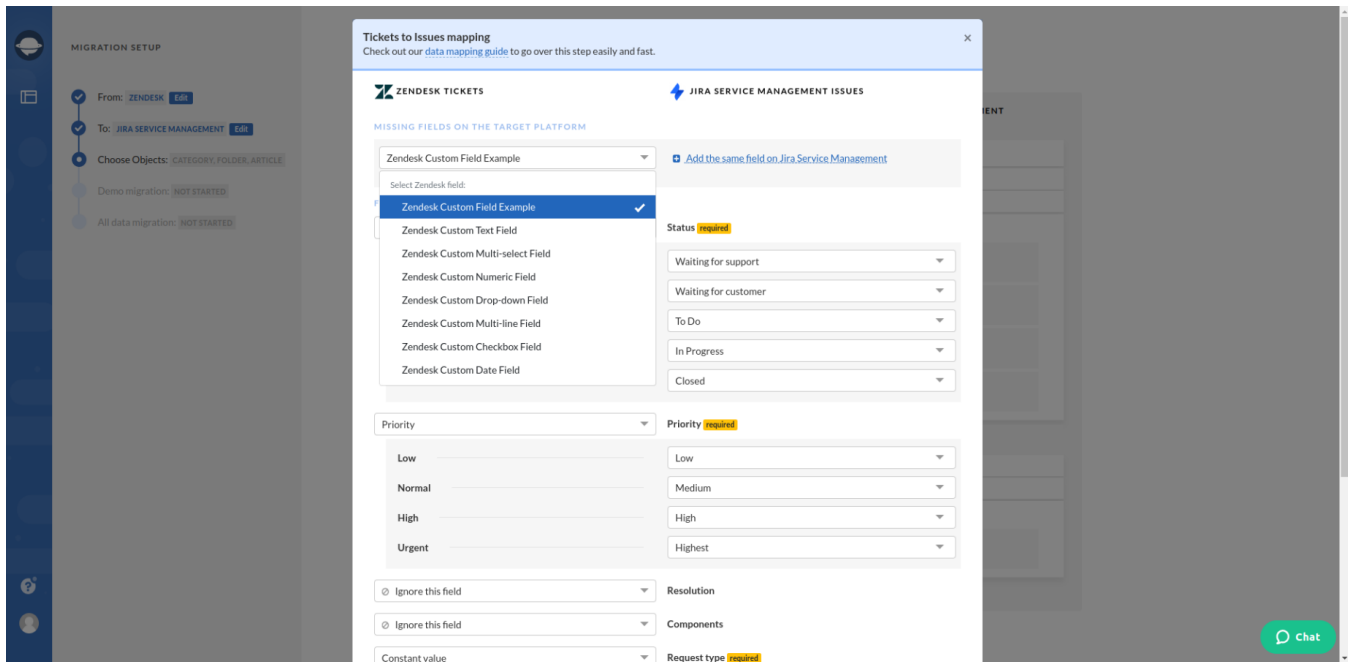 MIGRATION SETUP
From: ZENDESK Edit
To: JIRA SERVICE MANAGEMENT Edit
Choose Objects: CATEGORY, FOLDER, ARTICLE
Demo migration: NOT STARTED
All data migration: NOT STARTED
Tickets to Issues mapping
Check out our data mapping guide to go over this step easily and fast.
ZENDESK TICKETS
JIRA SERVICE MANAGEMENT ISSUES
MISSING FIELDS ON THE TARGET PLATFORM
Zendesk Custom Field Example
Add the same field on Jira Service Management
Select Zendesk field:
Zendesk Custom Field Example
Zendesk Custom Text Field
Zendesk Custom Multi-select Field
Zendesk Custom Numeric Field
Zendesk Custom Drop-down Field
Zendesk Custom Multi-line Field
Zendesk Custom Checkbox Field
Zendesk Custom Date Field
Status required
Waiting for support
Waiting for customer
To Do
In Progress
Closed
Priority
Priority required
Low
Low
Normal
Medium
High
High
Urgent
Highest
Ignore this field
Resolution
Ignore this field
Components
Constant value
Request type required
Chat